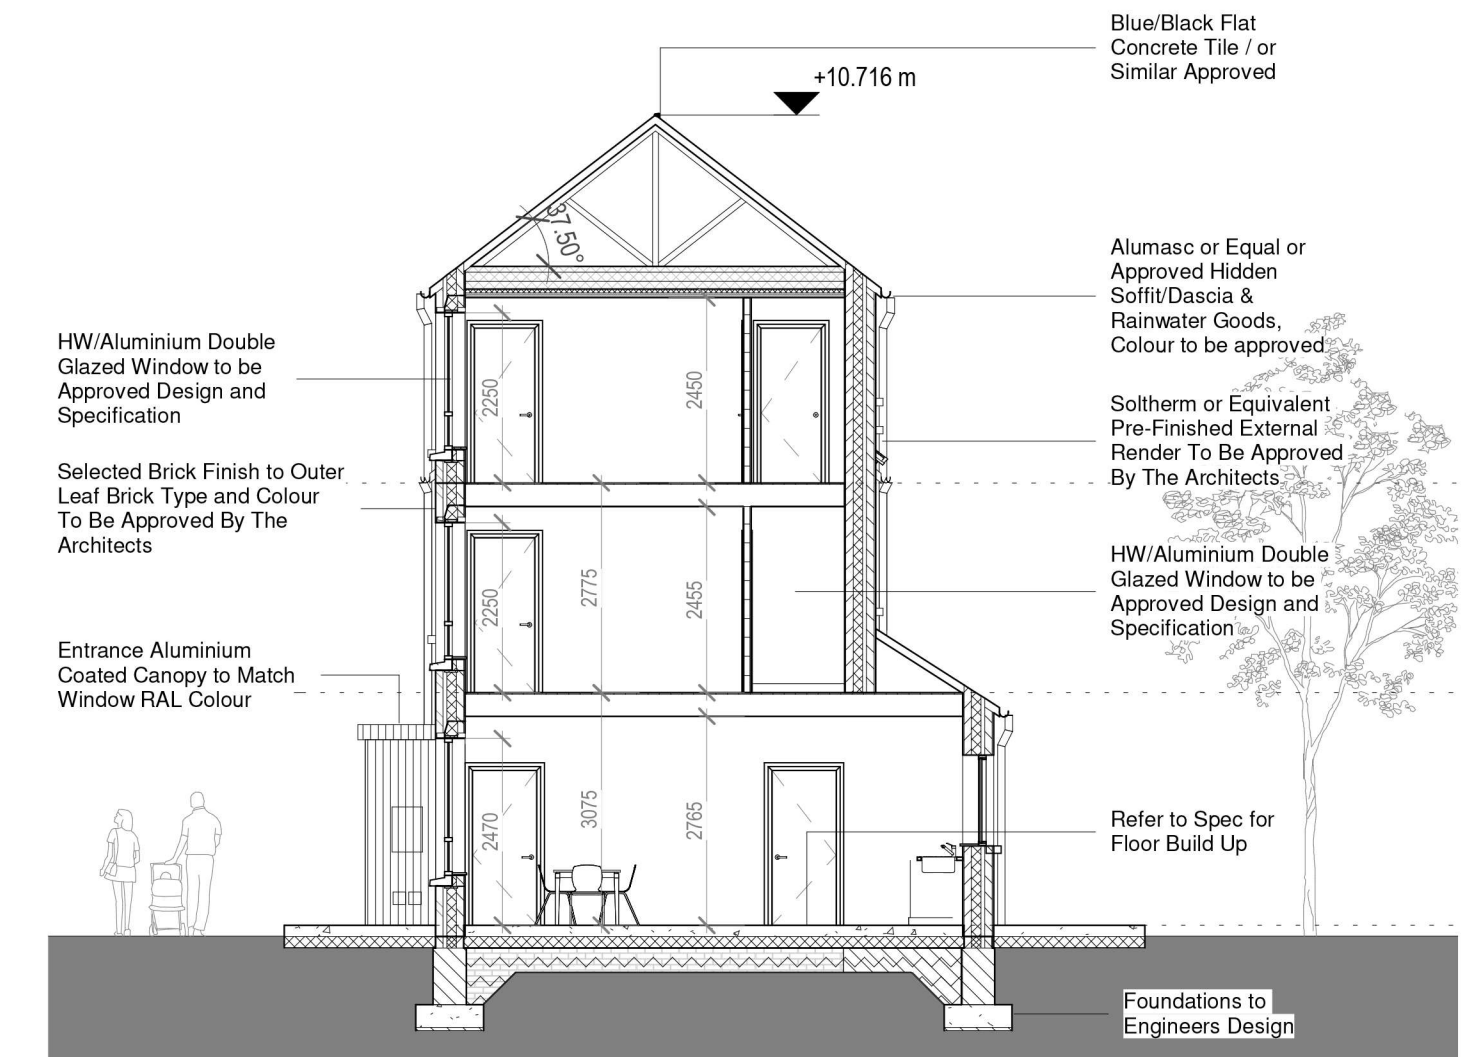 Blue/Black Flat
Concrete Tile / or
Similar Approved
+10.716 m
37.50°
Alumasc or Equal or
Approved Hidden
Soffit/Dascia &
Rainwater Goods,
Colour to be approved
HW/Aluminium Double
Glazed Window to be
Approved Design and
Specification
2250
2450
Soltherm or Equivalent
Pre-Finished External
Render To Be Approved
By The Architects
Selected Brick Finish to Outer
Leaf Brick Type and Colour
To Be Approved By The
Architects
HW/Aluminium Double
Glazed Window to be
Approved Design and
Specification
2250
2775
2455
Entrance Aluminium
Coated Canopy to Match
Window RAL Colour
2470
3075
2765
Refer to Spec for
Floor Build Up
Foundations to
Engineers Design